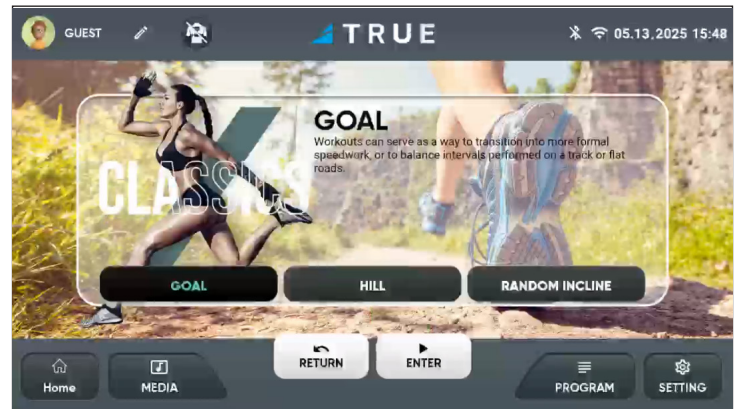 GUEST
TRUE
05.13.2025 15:48
CLASSICS
GOAL
Workouts can serve as a way to transition into more formal
speedwork, or to balance intervals performed on a track or flat
roads.
GOAL
HILL
RANDOM INCLINE
RETURN
ENTER
Home
MEDIA
PROGRAM
SETTING